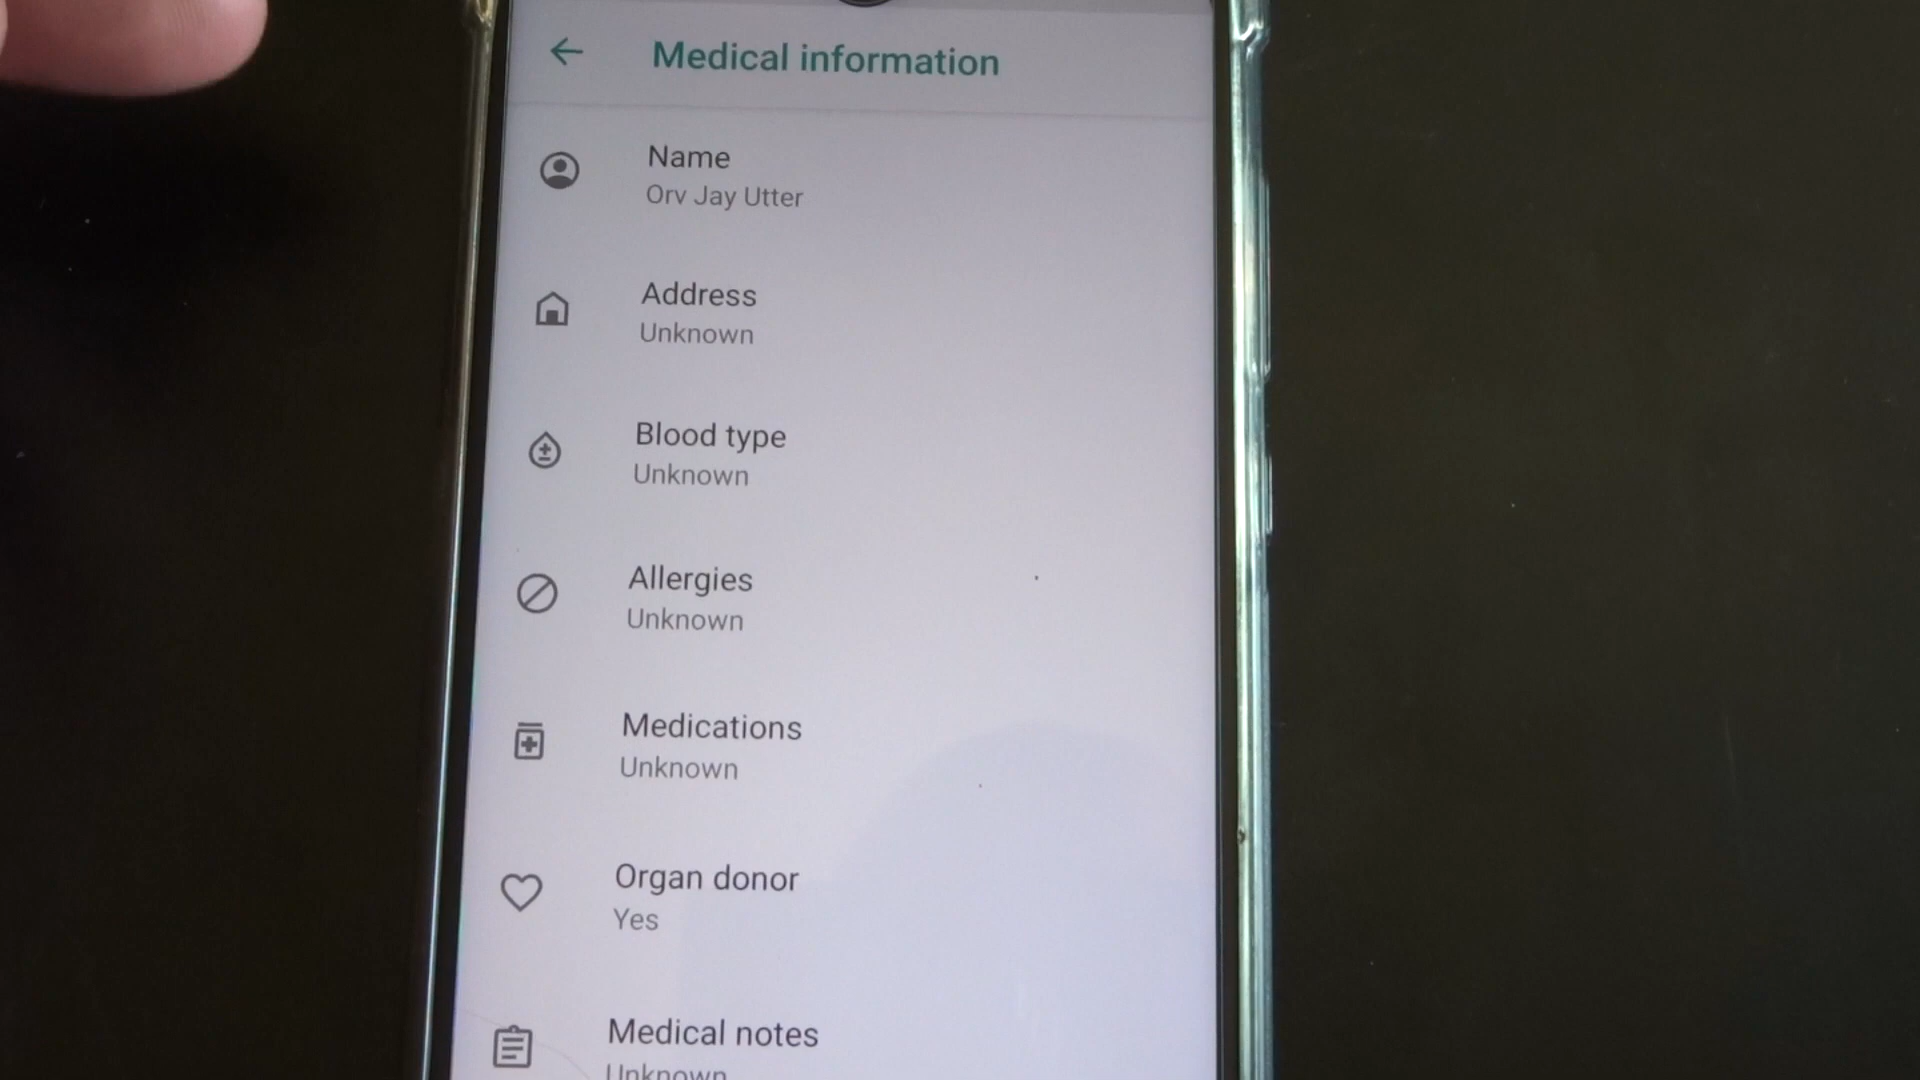 Medical information
Name
Orv Jay Utter
Address
Unknown
Blood type
Unknown
Allergies
Unknown
Medications
Unknown
Organ donor
Yes
Medical notes
Unknown